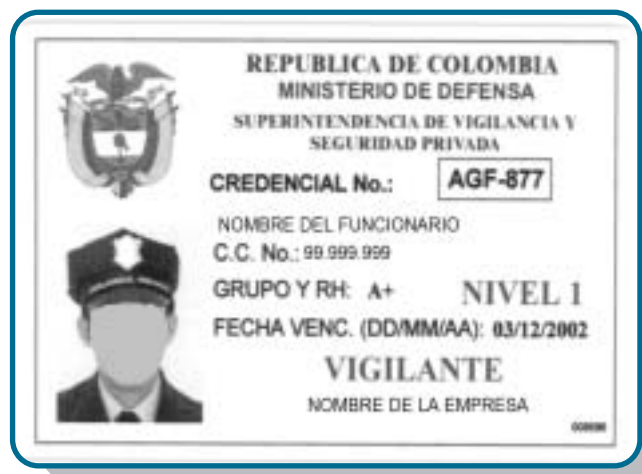 REPUBLICA DE COLOMBIA
MINISTERIO DE DEFENSA
SUPERINTENDENCIA DE VIGILANCIA Y
SEGURIDAD PRIVADA
CREDENCIAL No.: AGF-877
NOMBRE DEL FUNCIONARIO
C.C. No.: 99.999.999
GRUPO Y RH: A+ NIVEL 1
FECHA VENC. (DD/MM/AA): 03/12/2002
VIGILANTE
NOMBRE DE LA EMPRESA